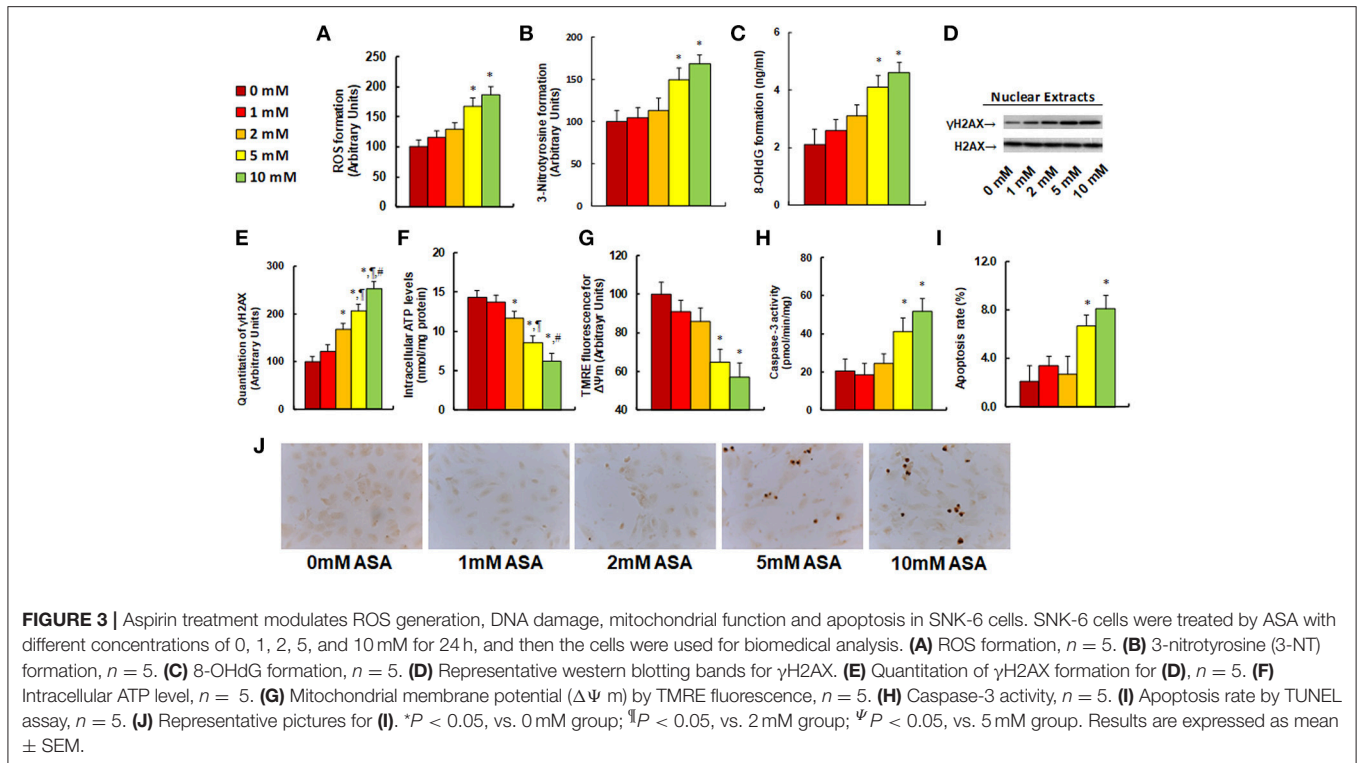 A
ROS formation
(Arbitrary Units)
250
200
150
100
50
0
* *
B
3-Nitrotyrosine formation
(Arbitrary Units)
200
150
100
50
0
* *
C
8-OHdG formation (ng/ml)
6
4
2
0
* *
D
Nuclear Extracts
γH2AX→
H2AX→
0 mM 1 mM 2 mM 5 mM 10 mM
0 mM
1 mM
2 mM
5 mM
10 mM
E
Quantitation of γH2AX
(Arbitrary Units)
300
200
100
0
* *,¶ *,¶,#
F
Intracellular ATP levels
(nmol/mg protein)
20
15
10
5
0
* *,¶ *,#
G
TMRE fluorescence for
ΔΨm (Arbitrayr Units)
120
100
80
60
40
* *
H
Caspase-3 activity
(pmol/min/mg)
80
60
40
20
0
* *
I
Apoptosis rate (%)
12.0
8.0
4.0
0.0
* *
J
0mM ASA 1mM ASA 2mM ASA 5mM ASA 10mM ASA
FIGURE 3 | Aspirin treatment modulates ROS generation, DNA damage, mitochondrial function and apoptosis in SNK-6 cells. SNK-6 cells were treated by ASA with
different concentrations of 0, 1, 2, 5, and 10 mM for 24 h, and then the cells were used for biomedical analysis. (A) ROS formation, n = 5. (B) 3-nitrotyrosine (3-NT)
formation, n = 5. (C) 8-OHdG formation, n = 5. (D) Representative western blotting bands for γH2AX. (E) Quantitation of γH2AX formation for (D), n = 5. (F)
Intracellular ATP level, n = 5. (G) Mitochondrial membrane potential (ΔΨ m) by TMRE fluorescence, n = 5. (H) Caspase-3 activity, n = 5. (I) Apoptosis rate by TUNEL
assay, n = 5. (J) Representative pictures for (I). *P < 0.05, vs. 0 mM group; ¶P < 0.05, vs. 2 mM group; ΨP < 0.05, vs. 5 mM group. Results are expressed as mean
± SEM.